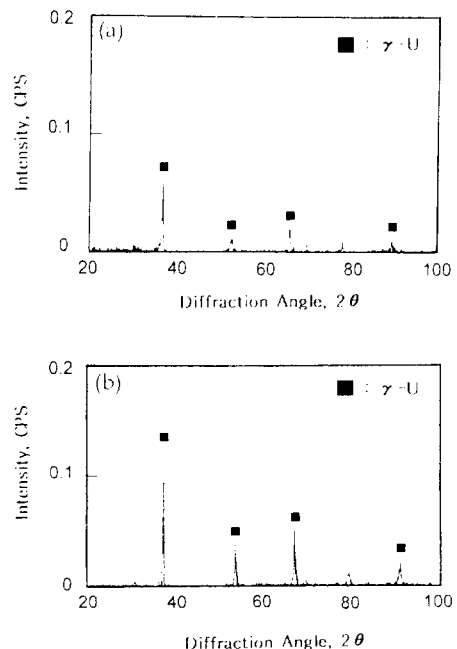 0.2
(a)
■ : γ-U
Intensity, CPS
0.1
0
20
40
60
80
100
Diffraction Angle, 2θ
0.2
(b)
■ : γ-U
Intensity, CPS
0.1
0
20
40
60
80
100
Diffraction Angle, 2θ